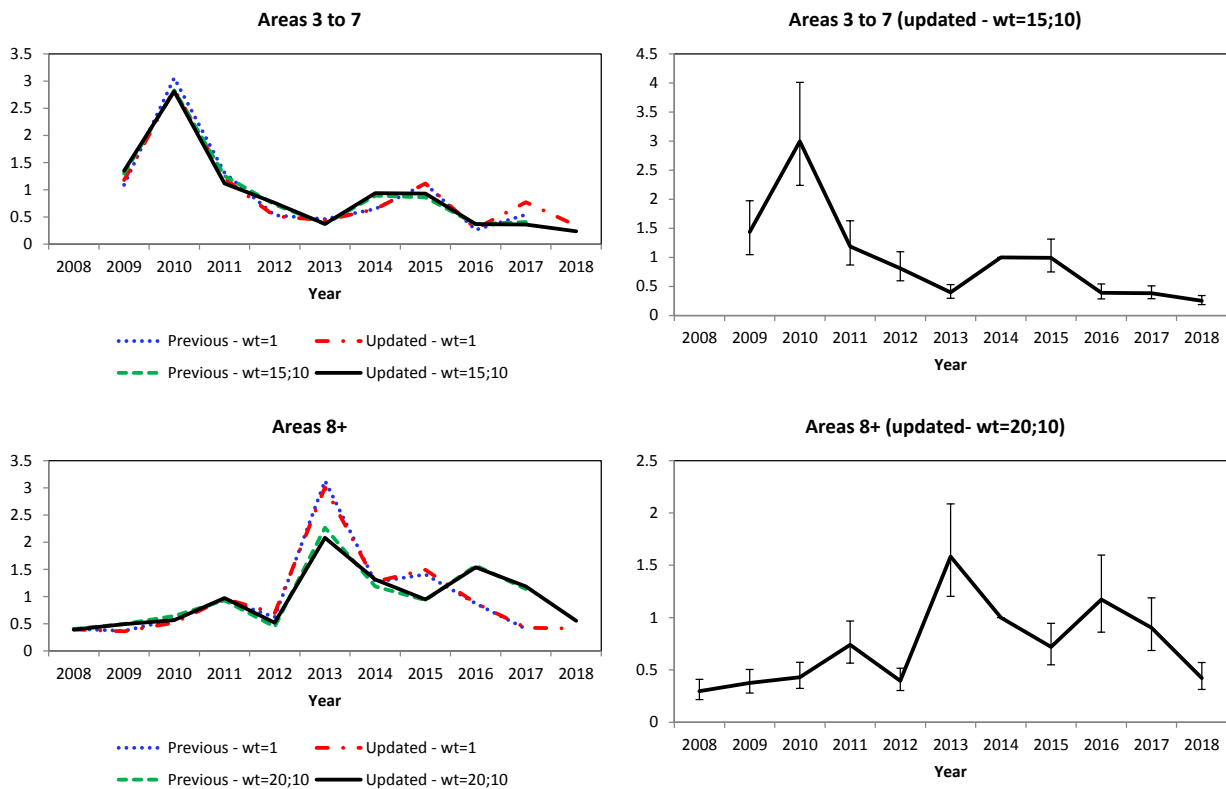 Areas 3 to 7
3.5
3
2.5
2
1.5
1
0.5
0
2008 2009 2010 2011 2012 2013 2014 2015 2016 2017 2018
Year
Previous - wt=1
Updated - wt=1
Previous - wt=15;10
Updated - wt=15;10
Areas 3 to 7 (updated - wt=15;10)
4.5
4
3.5
3
2.5
2
1.5
1
0.5
0
2008 2009 2010 2011 2012 2013 2014 2015 2016 2017 2018
Year
Areas 8+
3.5
3
2.5
2
1.5
1
0.5
0
2008 2009 2010 2011 2012 2013 2014 2015 2016 2017 2018
Year
Previous - wt=1
Updated - wt=1
Previous - wt=20;10
Updated - wt=20;10
Areas 8+ (updated- wt=20;10)
2.5
2
1.5
1
0.5
0
2008 2009 2010 2011 2012 2013 2014 2015 2016 2017 2018
Year